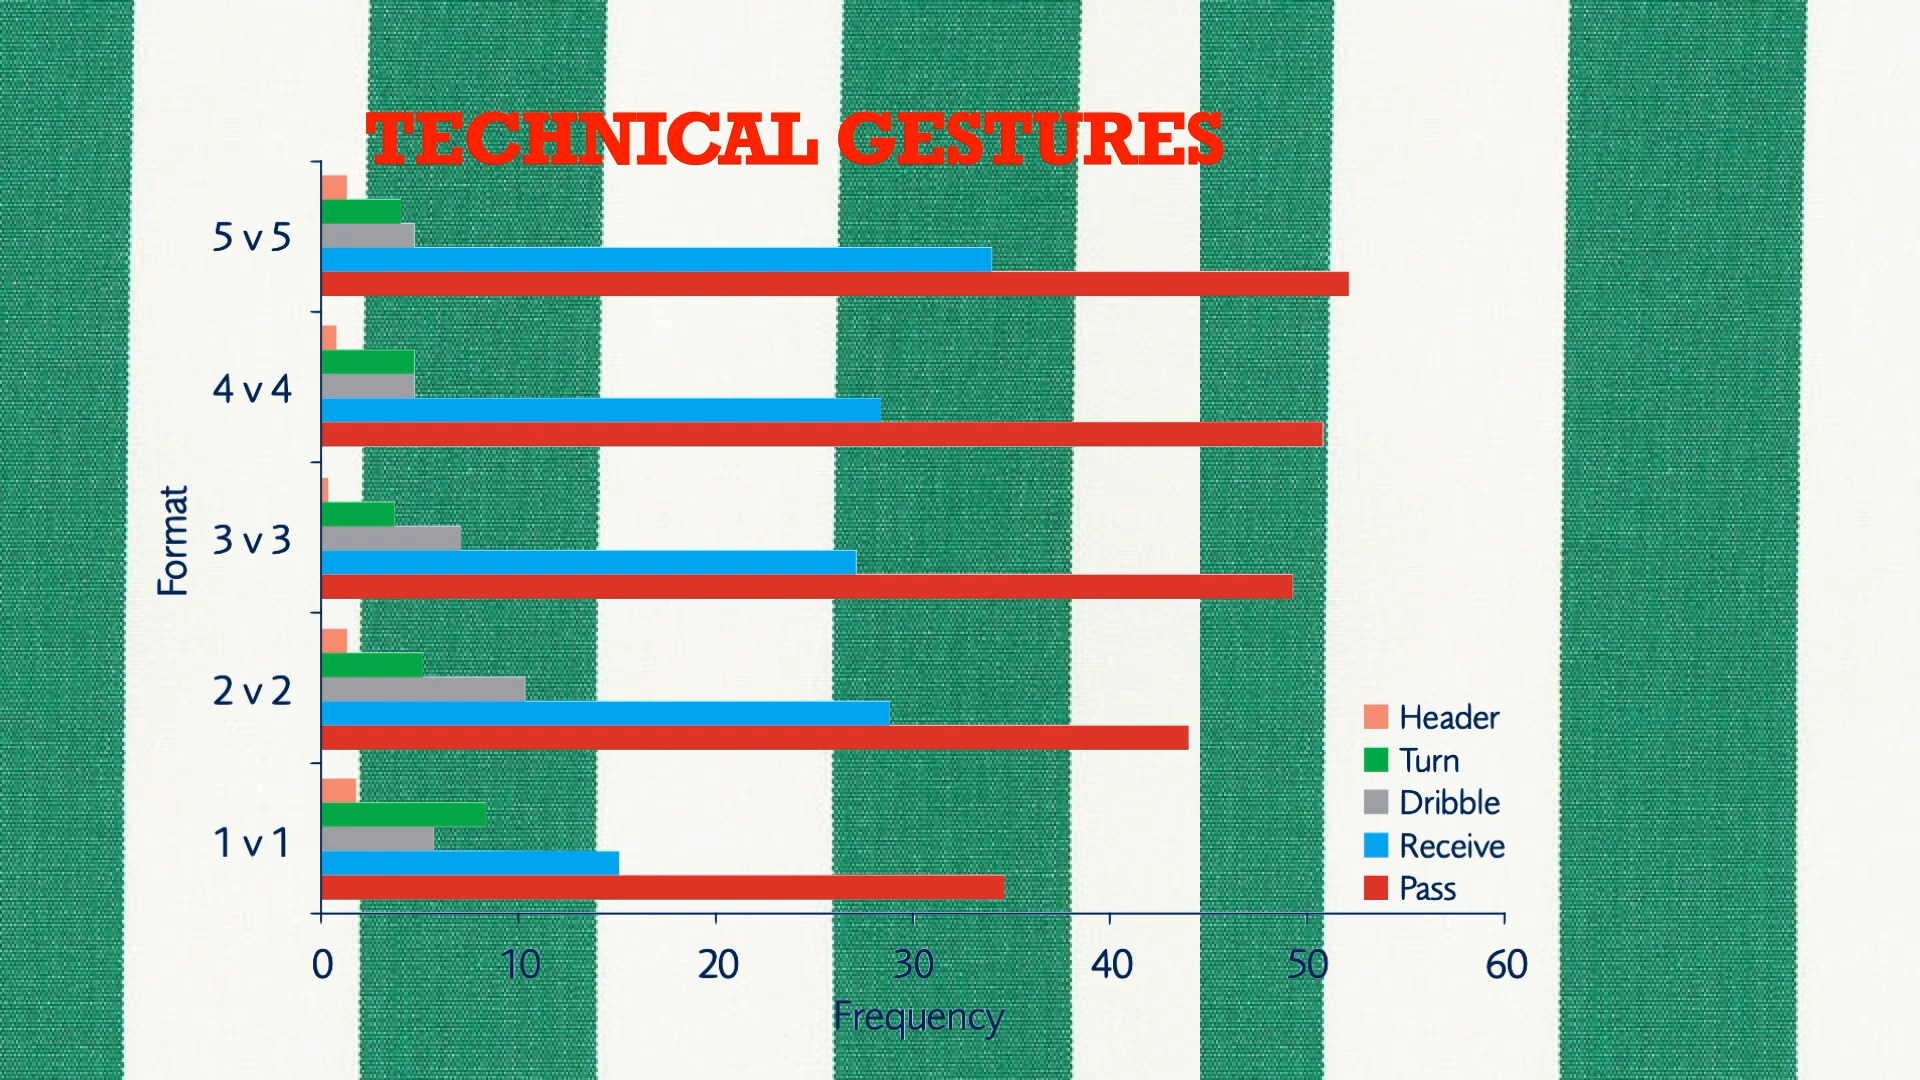 TECHNICAL GESTURES
5 v 5
4 v 4
3 v 3
2 v 2
1 v 1
Format
Header
Turn
Dribble
Receive
Pass
0 10 20 30 40 50 60
Frequency